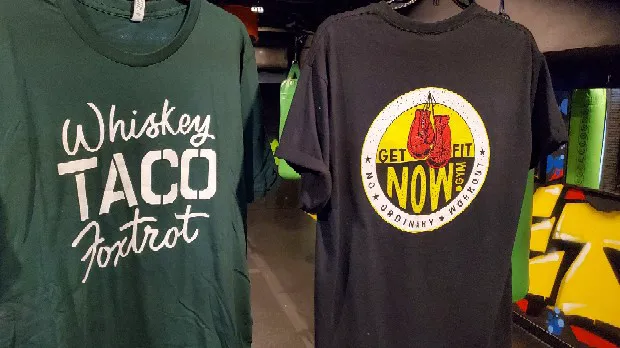 Whiskey
TACO
Foxtrot
GET FIT
NOW
GYM
★ NO ★ ORDINARY ★ WORKOUT ★